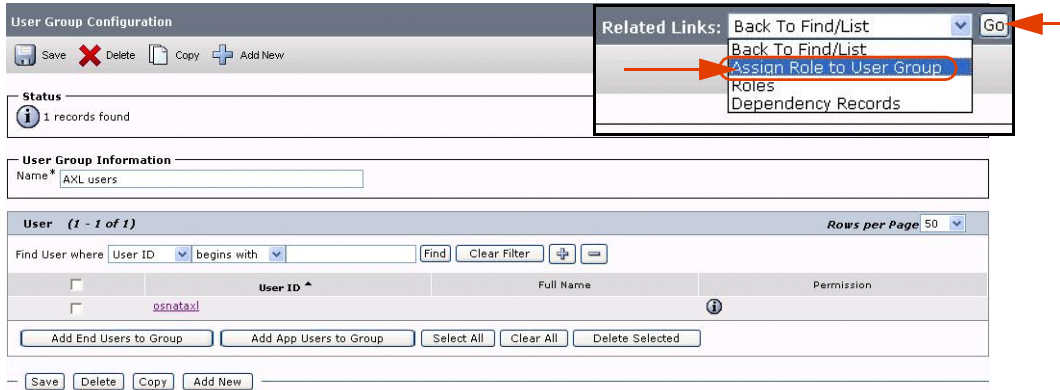 User Group Configuration
Related Links: Back To Find/List Go
Back To Find/List
Assign Role to User Group
Roles
Dependency Records
Save Delete Copy Add New
Status
1 records found
User Group Information
Name* AXL users
User (1 - 1 of 1) Rows per Page 50
Find User where User ID begins with Find Clear Filter
User ID Full Name Permission
osnataxl
Add End Users to Group Add App Users to Group Select All Clear All Delete Selected
Save Delete Copy Add New